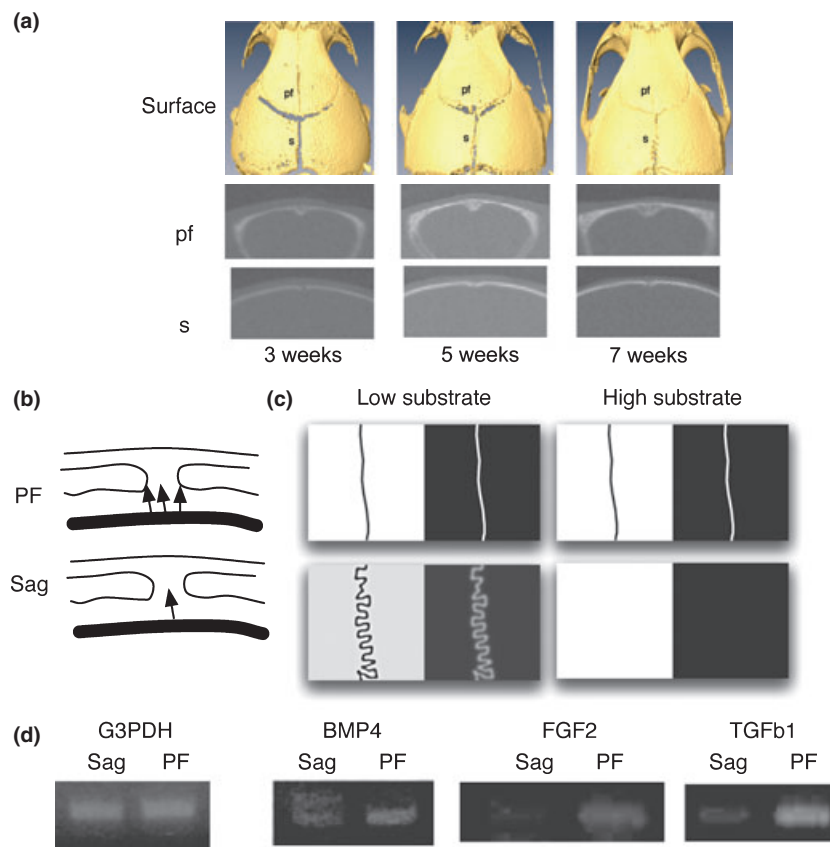 (a)
Surface
pf
pf
pf
s
s
s
pf
s
3 weeks 5 weeks 7 weeks
(b)
PF
Sag
(c)
Low substrate High substrate
(d)
G3PDH BMP4 FGF2 TGFb1
Sag PF Sag PF Sag PF Sag PF